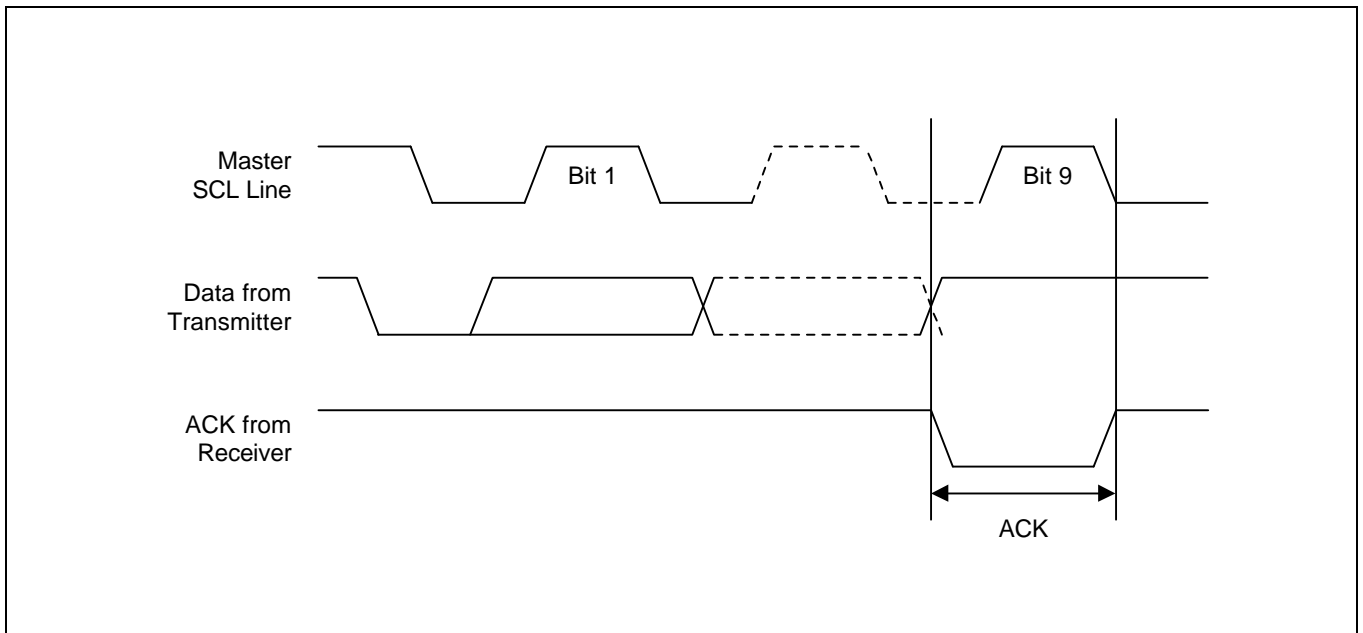 Master
SCL Line
Bit 1
Bit 9
Data from
Transmitter
ACK from
Receiver
ACK